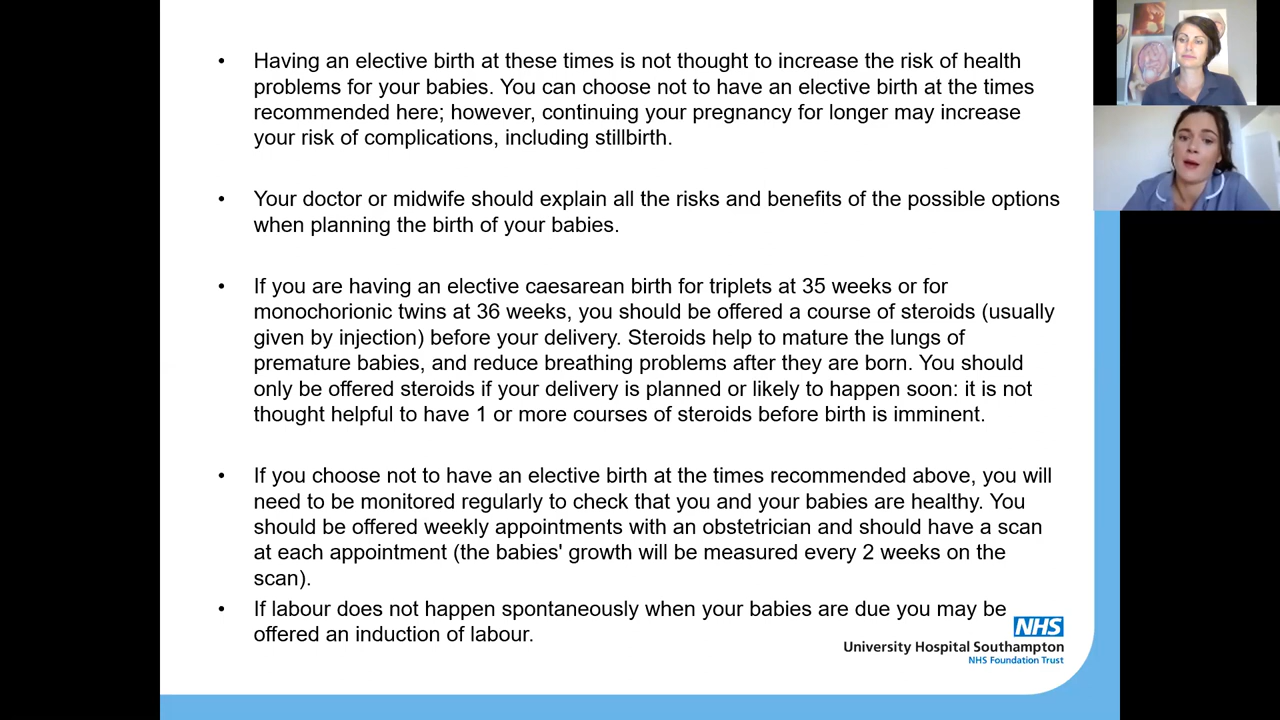 • Having an elective birth at these times is not thought to increase the risk of health
problems for your babies. You can choose not to have an elective birth at the times
recommended here; however, continuing your pregnancy for longer may increase
your risk of complications, including stillbirth.
• Your doctor or midwife should explain all the risks and benefits of the possible options
when planning the birth of your babies.
• If you are having an elective caesarean birth for triplets at 35 weeks or for
monochorionic twins at 36 weeks, you should be offered a course of steroids (usually
given by injection) before your delivery. Steroids help to mature the lungs of
premature babies, and reduce breathing problems after they are born. You should
only be offered steroids if your delivery is planned or likely to happen soon: it is not
thought helpful to have 1 or more courses of steroids before birth is imminent.
• If you choose not to have an elective birth at the times recommended above, you will
need to be monitored regularly to check that you and your babies are healthy. You
should be offered weekly appointments with an obstetrician and should have a scan
at each appointment (the babies' growth will be measured every 2 weeks on the
scan).
• If labour does not happen spontaneously when your babies are due you may be
offered an induction of labour.
NHS
University Hospital Southampton
NHS Foundation Trust